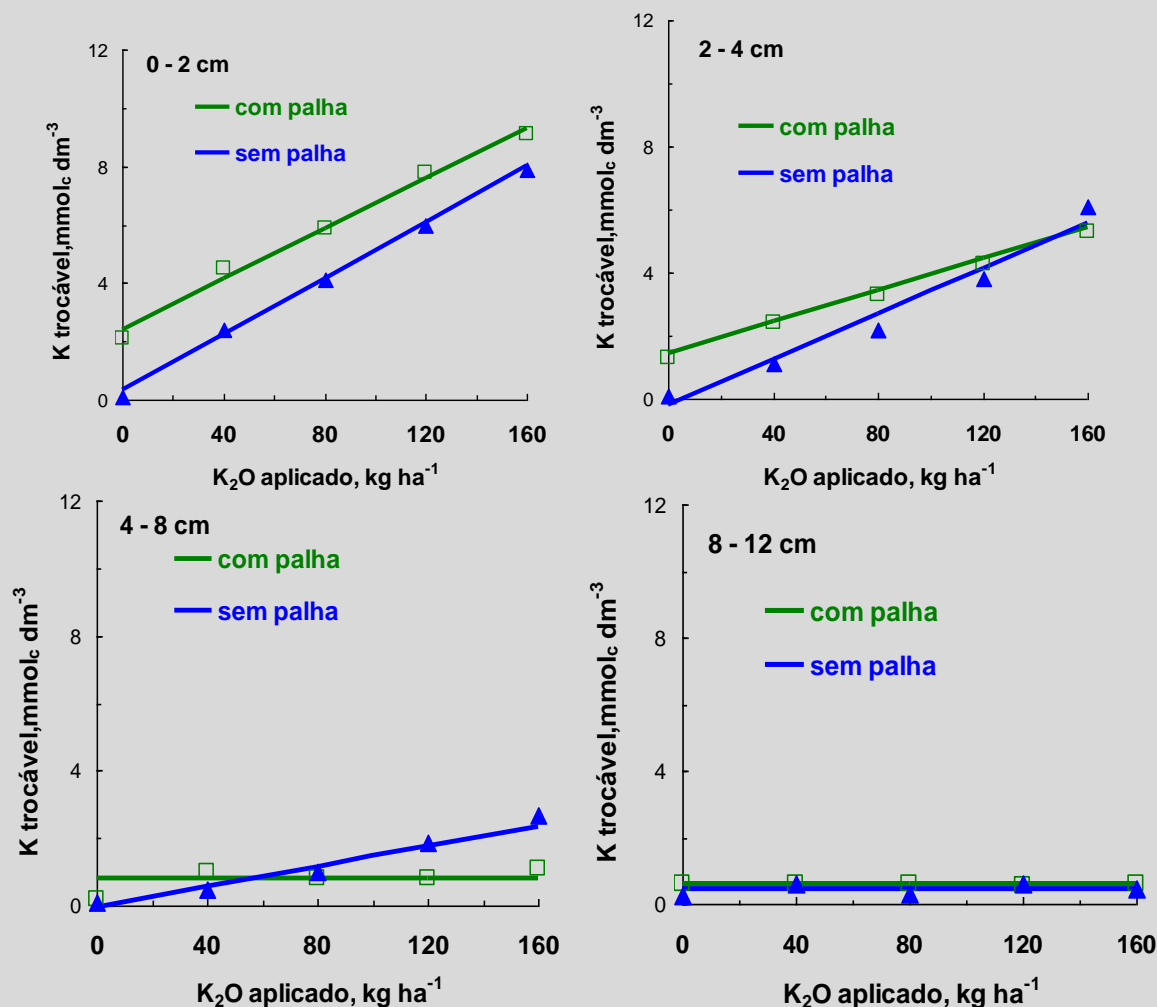 0 - 2 cm
com palha
sem palha
K trocável,mmol_c dm^-3
12
8
4
0
0 40 80 120 160
K₂O aplicado, kg ha^-1
2 - 4 cm
com palha
sem palha
K trocável,mmol_c dm^-3
12
8
4
0
0 40 80 120 160
K₂O aplicado, kg ha^-1
4 - 8 cm
com palha
sem palha
K trocável,mmol_c dm^-3
12
8
4
0
0 40 80 120 160
K₂O aplicado, kg ha^-1
8 - 12 cm
com palha
sem palha
K trocável,mmol_c dm^-3
12
8
4
0
0 40 80 120 160
K₂O aplicado, kg ha^-1